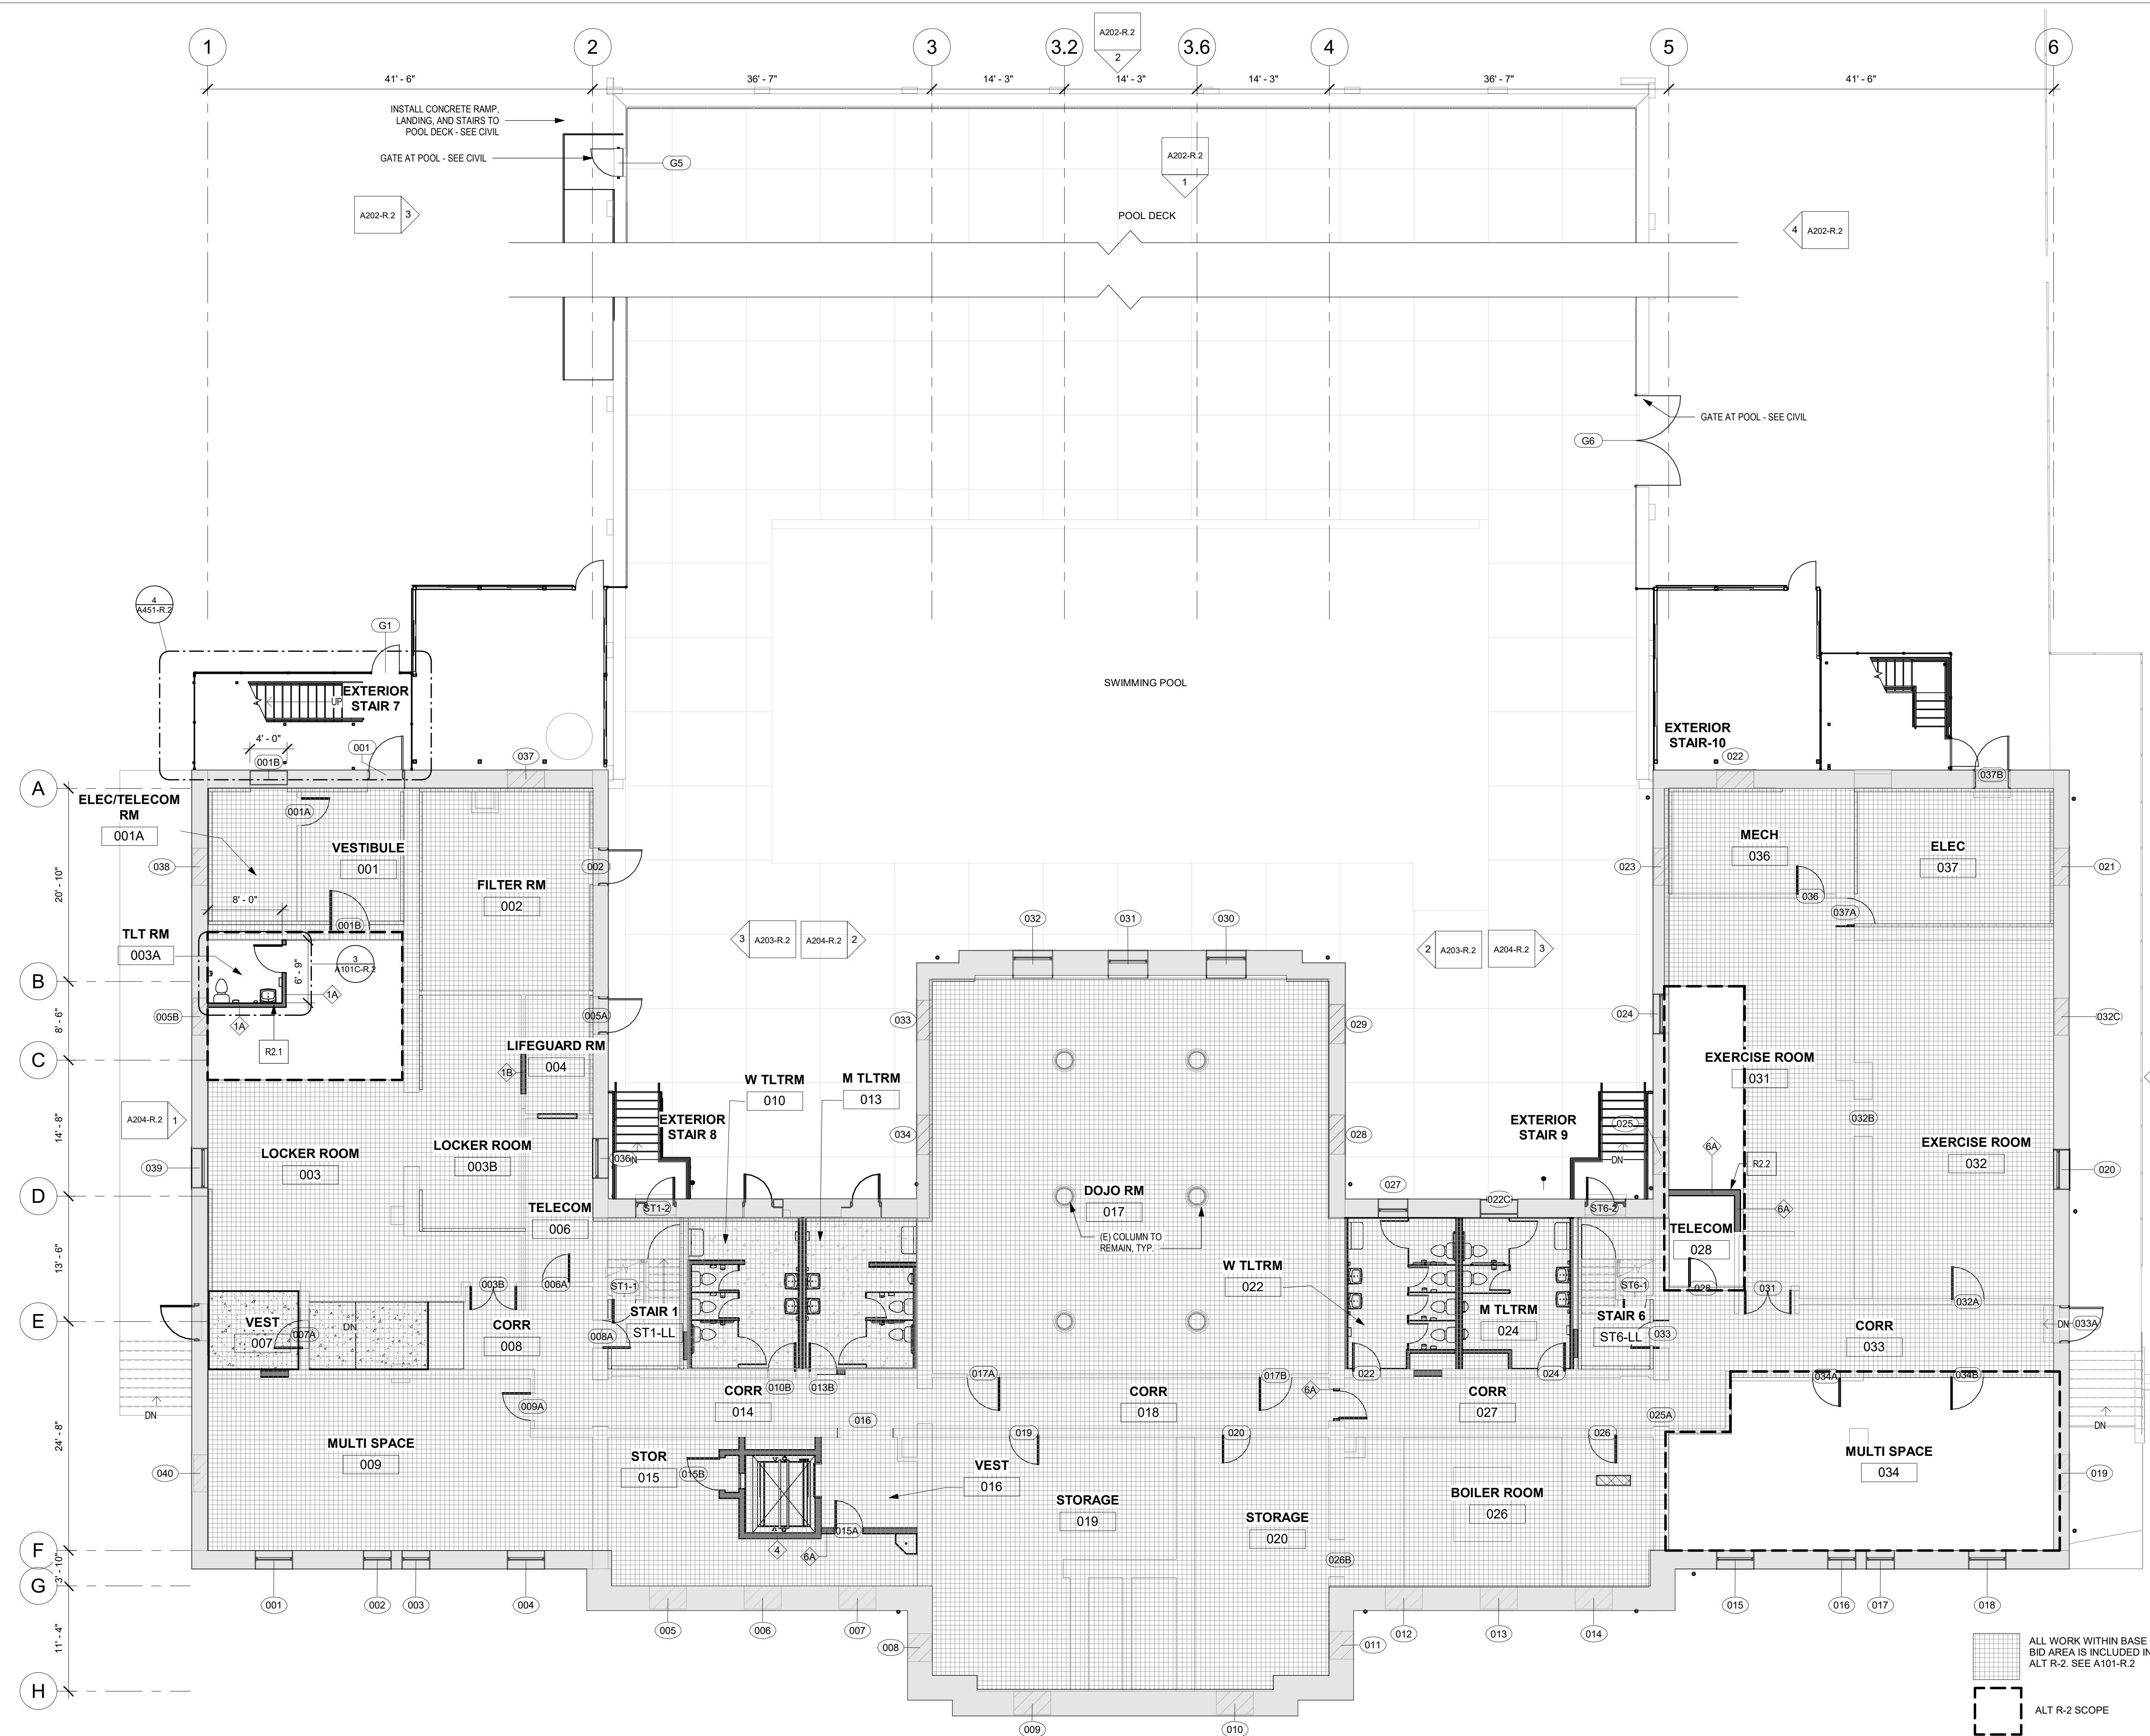 A202-R.2
2
1
2
3
3.2
3.6
4
5
6
41' - 6"
36' - 7"
14' - 3"
14' - 3"
14' - 3"
36' - 7"
41' - 6"
INSTALL CONCRETE RAMP,
LANDING, AND STAIRS TO
POOL DECK - SEE CIVIL
GATE AT POOL - SEE CIVIL
G5
A202-R.2
1
A202-R.2
3
POOL DECK
4
A202-R.2
GATE AT POOL - SEE CIVIL
G6
4
A451-R.2
G1
EXTERIOR
STAIR 7
UP
4' - 0"
001
001B
037
SWIMMING POOL
EXTERIOR
STAIR-10
022
037B
A
ELEC/TELECOM
RM
001A
001A
VESTIBULE
001
038
FILTER RM
002
002
20' - 10"
8' - 0"
001B
TLT RM
003A
3
A101C-R.2
6' - 9"
1A
1A
R2.1
B
005B
005A
8' - 6"
C
LIFEGUARD RM
004
1B
3
A203-R.2
A204-R.2
2
032
031
030
2
A203-R.2
A204-R.2
3
023
MECH
036
036
ELEC
037
037A
021
033
029
024
032C
EXERCISE ROOM
031
032B
W TLTRM
010
M TLTRM
013
A204-R.2
1
14' - 8"
EXTERIOR
STAIR 8
DN
034
028
EXTERIOR
STAIR 9
DN
025
6A
R2.2
EXERCISE ROOM
032
020
LOCKER ROOM
003
LOCKER ROOM
003B
039
036
D
TELECOM
006
ST1-2
DOJO RM
017
(E) COLUMN TO
REMAIN, TYP.
027
022C
ST6-2
6A
TELECOM
028
028
13' - 6"
W TLTRM
022
003B
006A
ST1-1
STAIR 1
ST1-LL
M TLTRM
024
ST6-1
STAIR 6
ST6-LL
031
032A
E
VEST
007
007A
DN
CORR
008
008A
033
CORR
033
DN
033A
010B
013B
017A
017B
022
024
034A
034B
6A
CORR
014
016
CORR
018
CORR
027
025A
DN
009A
DN
24' - 8"
MULTI SPACE
009
040
STOR
015
015B
019
020
026
VEST
016
STORAGE
019
STORAGE
020
BOILER ROOM
026
MULTI SPACE
034
019
015A
4
6A
026B
F
3' - 10"
G
001
002
003
004
005
006
007
008
011
012
013
014
015
016
017
018
11' - 4"
H
009
010
ALL WORK WITHIN BASE
BID AREA IS INCLUDED IN
ALT R-2. SEE A101-R.2
ALT R-2 SCOPE